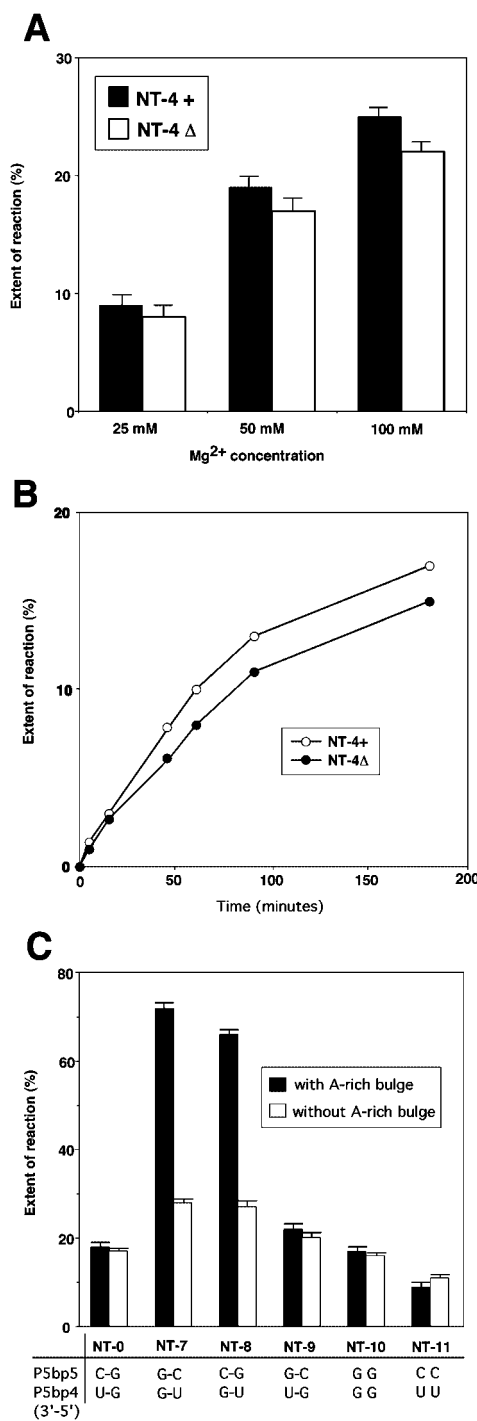 A
30
20
10
0
Extent of reaction (%)
NT-4 +
NT-4 Δ
25 mM
50 mM
100 mM
Mg2+ concentration
B
20
10
0
Extent of reaction (%)
NT-4+
NT-4Δ
0
50
100
150
200
Time (minutes)
C
80
60
40
20
0
Extent of reaction (%)
with A-rich bulge
without A-rich bulge
NT-0 NT-7 NT-8 NT-9 NT-10 NT-11
P5bp5 C-G G-C C-G G-C G G C C
P5bp4 U-G G-U G-U U-G G G U U
(3'-5')